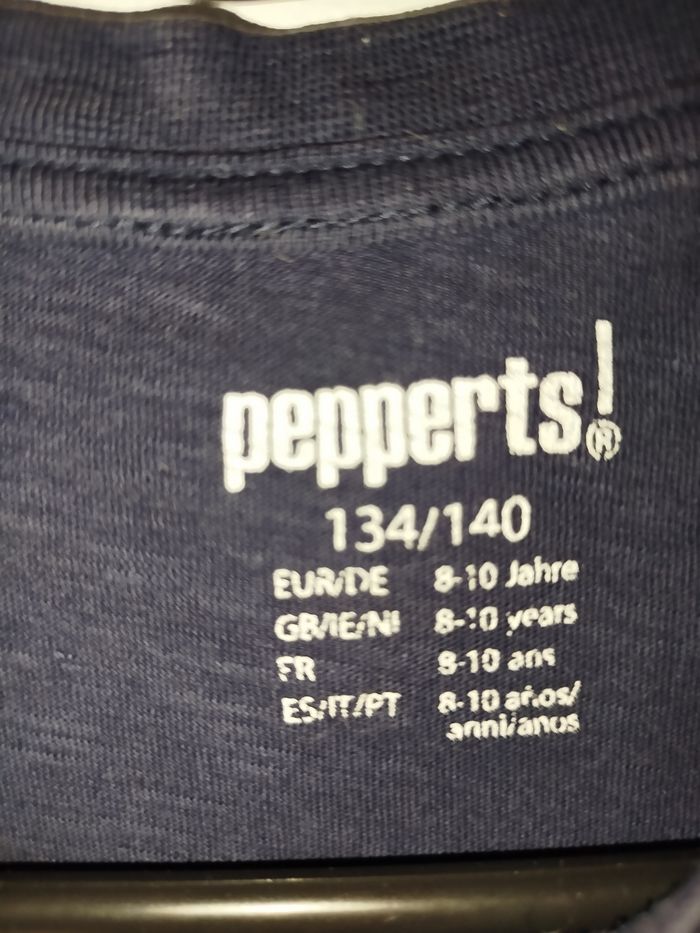 pepperts!®
134/140
EUR/DE 8-10 Jahre
GB/IE/NI 8-10 years
FR 8-10 ans
ES/IT/PT 8-10 años/
anni/anos